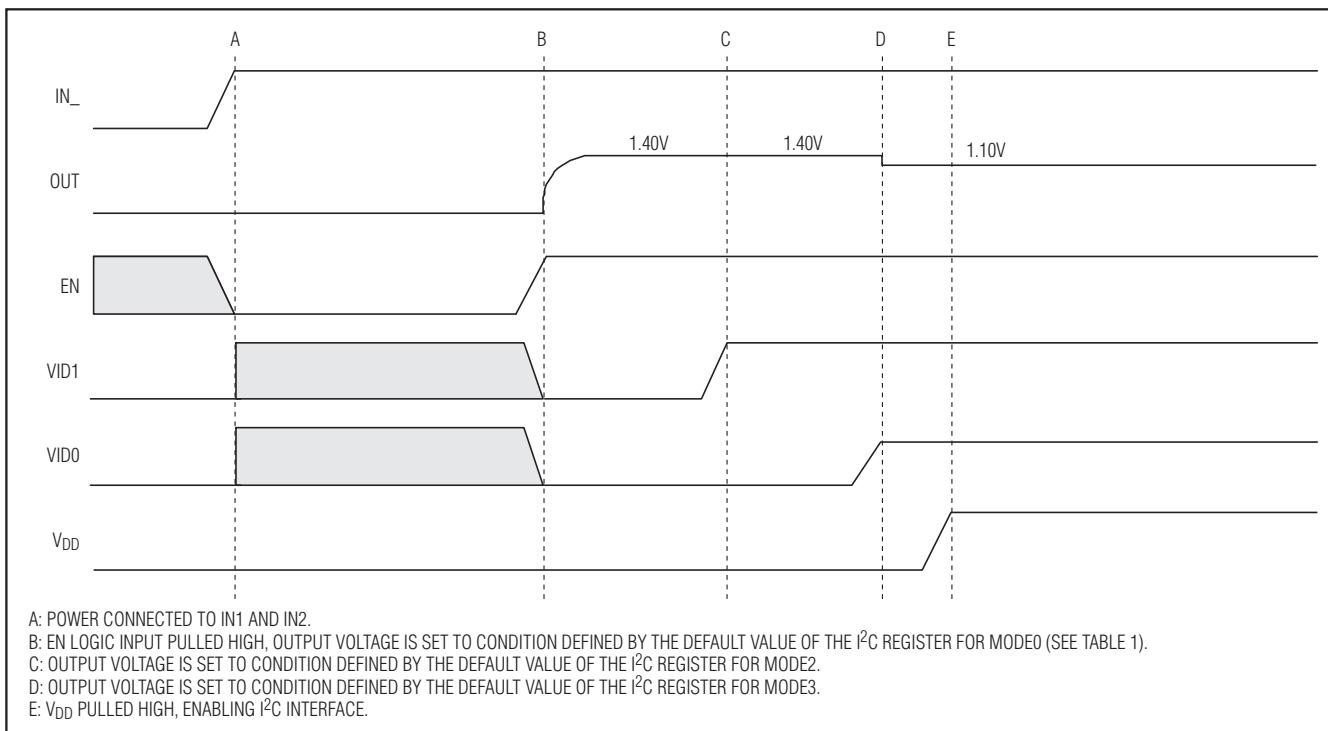 A B C D E
IN_
1.40V 1.40V 1.10V
OUT
EN
VID1
VID0
VDD
A: POWER CONNECTED TO IN1 AND IN2.
B: EN LOGIC INPUT PULLED HIGH, OUTPUT VOLTAGE IS SET TO CONDITION DEFINED BY THE DEFAULT VALUE OF THE I2C REGISTER FOR MODE0 (SEE TABLE 1).
C: OUTPUT VOLTAGE IS SET TO CONDITION DEFINED BY THE DEFAULT VALUE OF THE I2C REGISTER FOR MODE2.
D: OUTPUT VOLTAGE IS SET TO CONDITION DEFINED BY THE DEFAULT VALUE OF THE I2C REGISTER FOR MODE3.
E: VDD PULLED HIGH, ENABLING I2C INTERFACE.